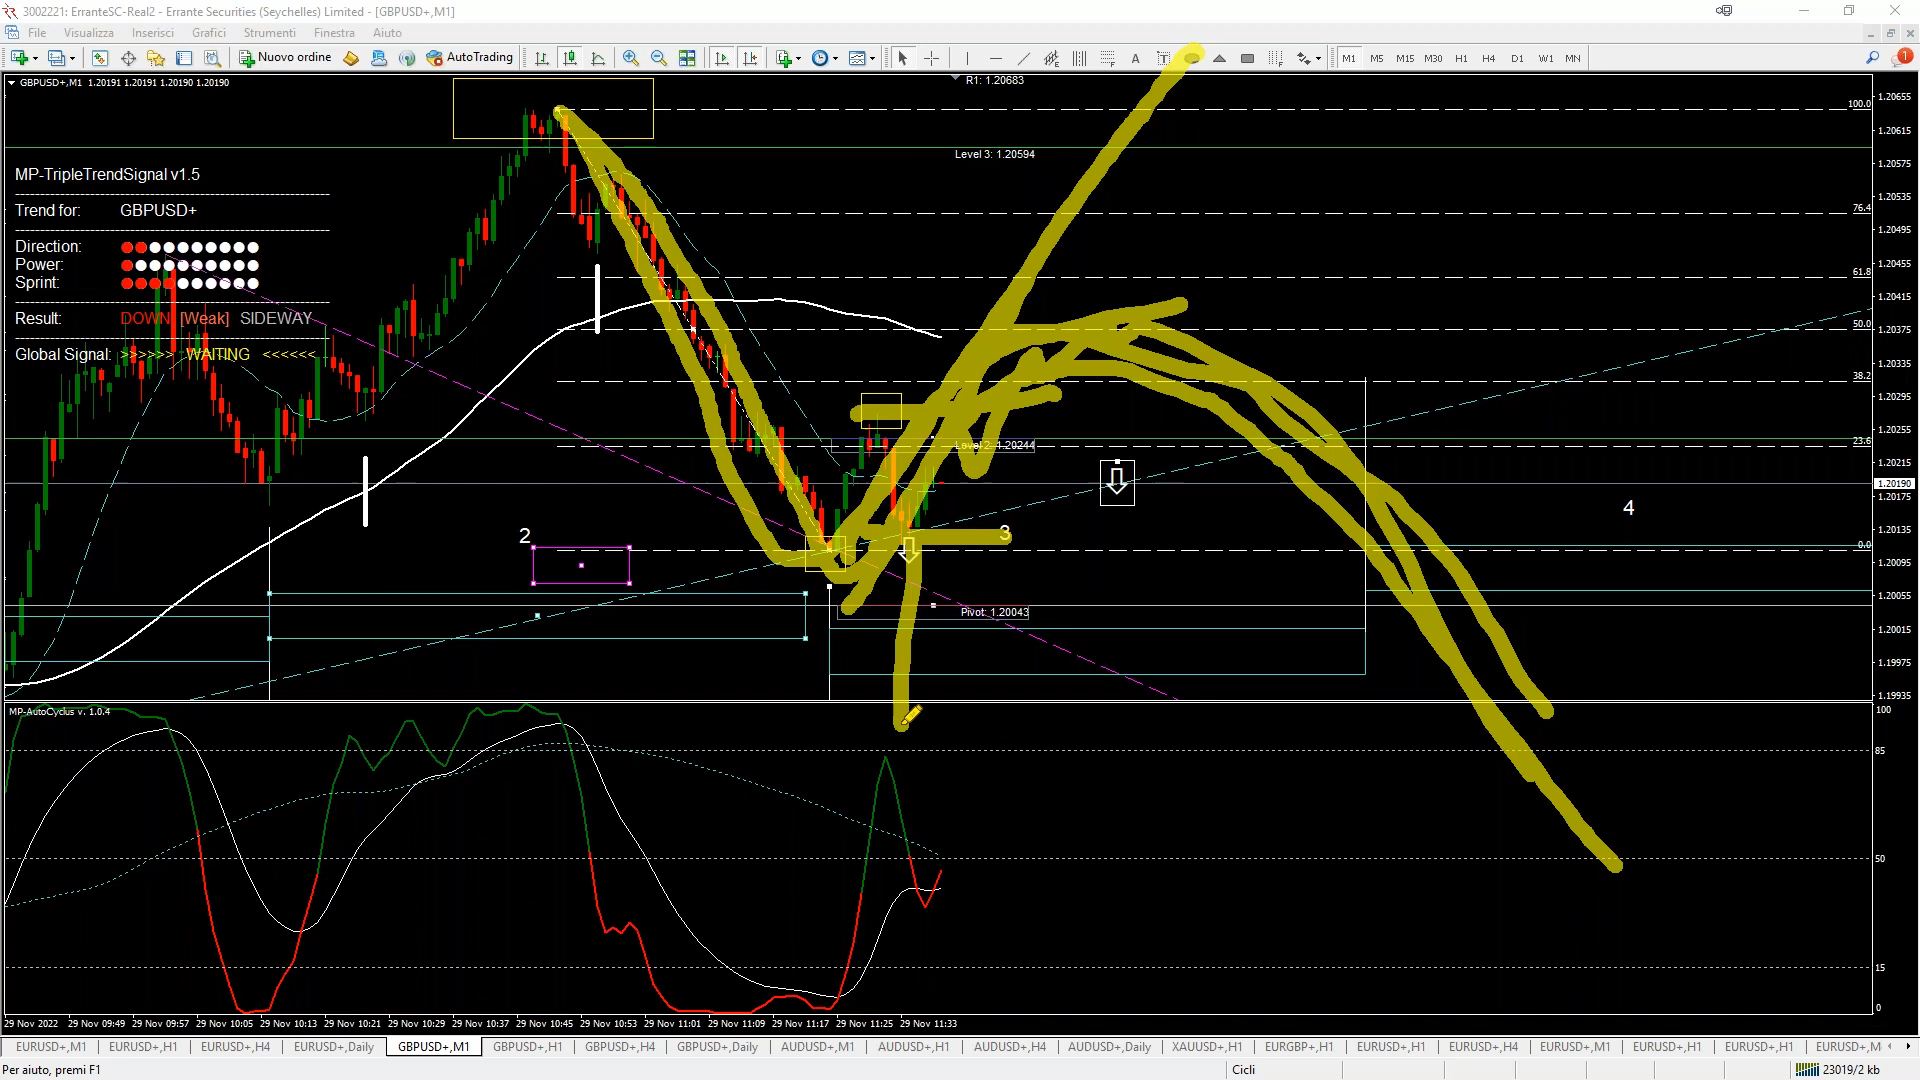 3002221: ErranteSC-Real2 - Errante Securities (Seychelles) Limited - [GBPUSD+,M1]
File Visualizza Inserisci Grafici Strumenti Finestra Aiuto
Nuovo ordine AutoTrading A T M1 M5 M15 M30 H1 H4 D1 W1 MN 1
GBPUSD+,M1 1.20191 1.20191 1.20190 1.20190
R1: 1.20683
1.20655
100.0
1.20615
Level 3: 1.20594
1.20575
MP-TripleTrendSignal v1.5
1.20535
Trend for: GBPUSD+
76.4
1.20495
Direction:
Power:
1.20455
61.8
Sprint:
1.20415
Result: DOWN [Weak] SIDEWAY
50.0
1.20375
Global Signal: >>>>>> WAITING <<<<<<
1.20335
38.2
1.20295
1.20255
23.6
Level 2: 1.20244
1.20215
1.20190
1.20175
4
1.20135
2
3
0.0
1.20095
1.20055
Pivot: 1.20043
1.20015
1.19975
1.19935
MP-AutoCyclus v. 1.0.4
100
85
50
15
0
29 Nov 2022 29 Nov 09:49 29 Nov 09:57 29 Nov 10:05 29 Nov 10:13 29 Nov 10:21 29 Nov 10:29 29 Nov 10:37 29 Nov 10:45 29 Nov 10:53 29 Nov 11:01 29 Nov 11:09 29 Nov 11:17 29 Nov 11:25 29 Nov 11:33
EURUSD+,M1 EURUSD+,H1 EURUSD+,H4 EURUSD+,Daily GBPUSD+,M1 GBPUSD+,H1 GBPUSD+,H4 GBPUSD+,Daily AUDUSD+,M1 AUDUSD+,H1 AUDUSD+,H4 AUDUSD+,Daily XAUUSD+,H1 EURGBP+,H1 EURUSD+,H1 EURUSD+,H4 EURUSD+,M1 EURUSD+,H1 EURUSD+,H1 EURUSD+,M
Per aiuto, premi F1 Cicli 23019/2 kb